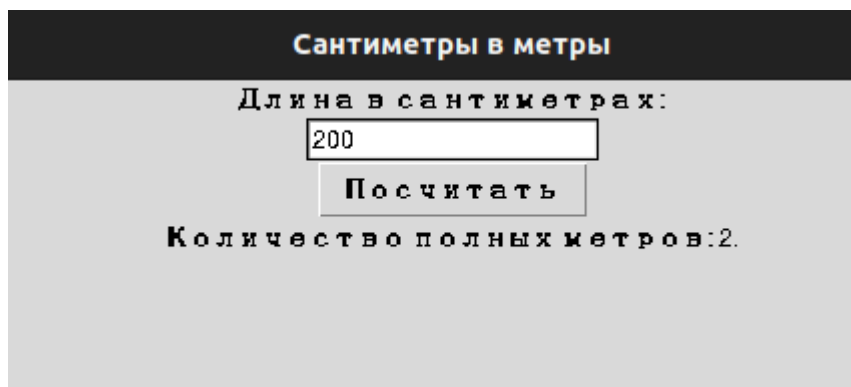 Сантиметры в метры
Длина в сантиметрах:
200
Посчитать
Количество полных метров:2.